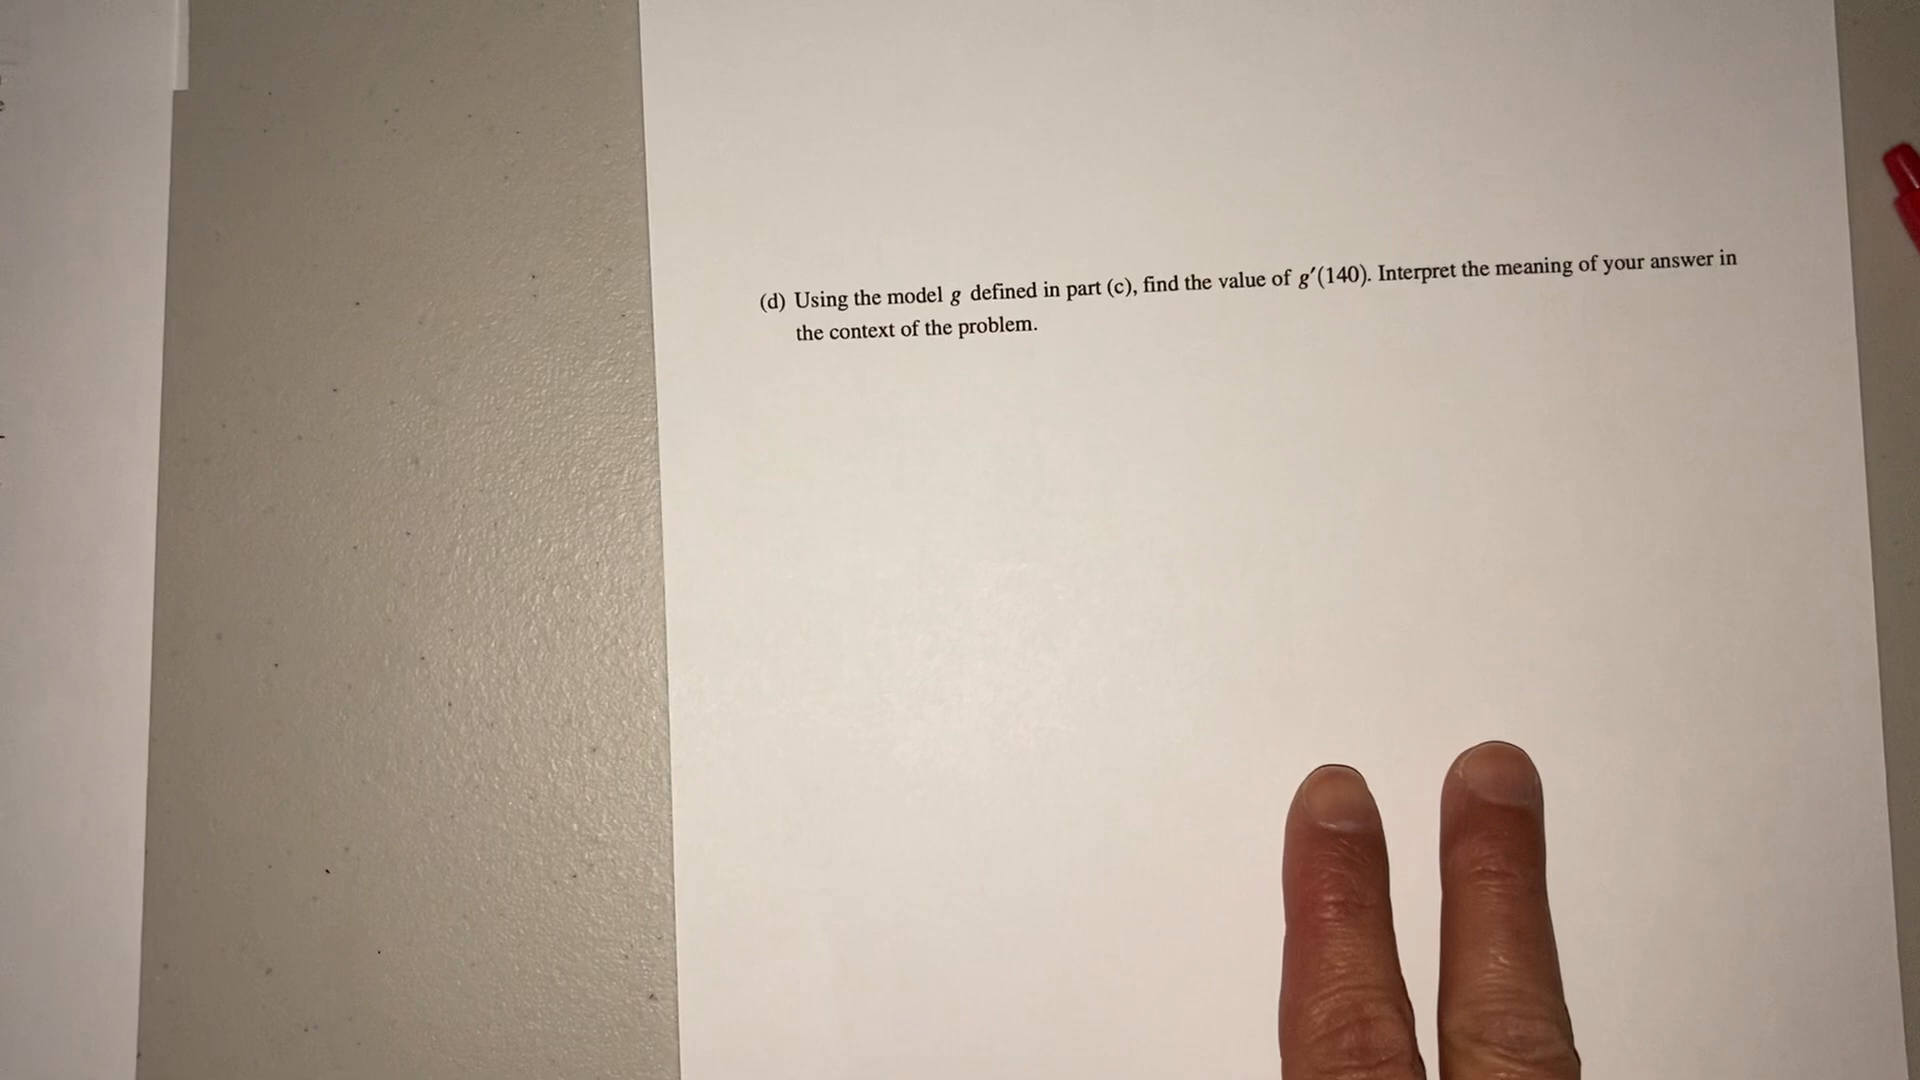 (d) Using the model g defined in part (c), find the value of g′(140). Interpret the meaning of your answer in
the context of the problem.